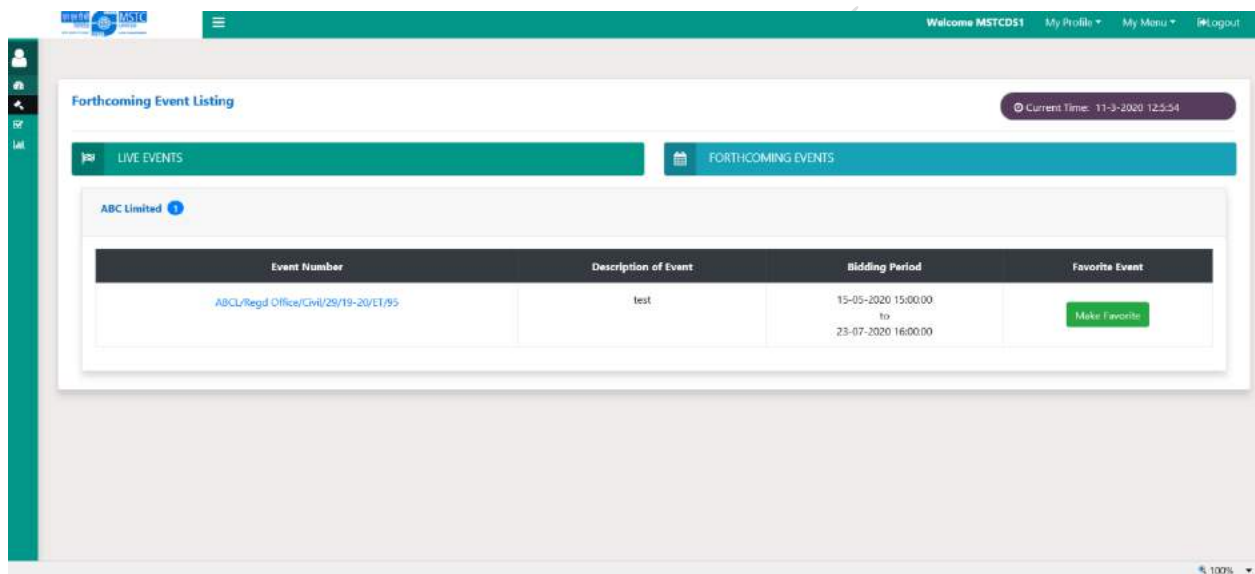 MSTC
Welcome MSTCDS1 My Profile My Menu Logout
Forthcoming Event Listing
Current Time: 11-3-2020 12:5:54
LIVE EVENTS
FORTHCOMING EVENTS
ABC Limited 1
Event Number Description of Event Bidding Period Favorite Event
ABCL/Regd Office/Civil/29/19-20/ET/95 test 15-05-2020 15:00:00
to
23-07-2020 16:00:00
Make Favorite
100%